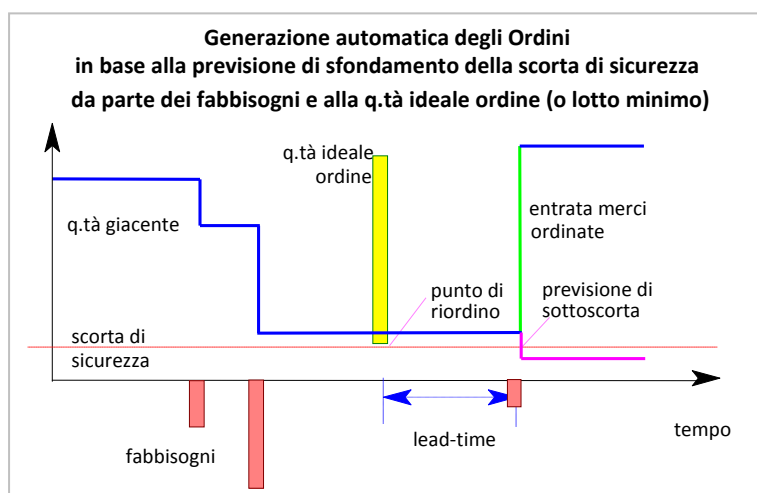 Generazione automatica degli Ordini
in base alla previsione di sfondamento della scorta di sicurezza
da parte dei fabbisogni e alla q.tà ideale ordine (o lotto minimo)
q.tà ideale
ordine
q.tà giacente
entrata merci
ordinate
punto di
riordino
previsione di
sottoscorta
scorta di
sicurezza
lead-time
tempo
fabbisogni